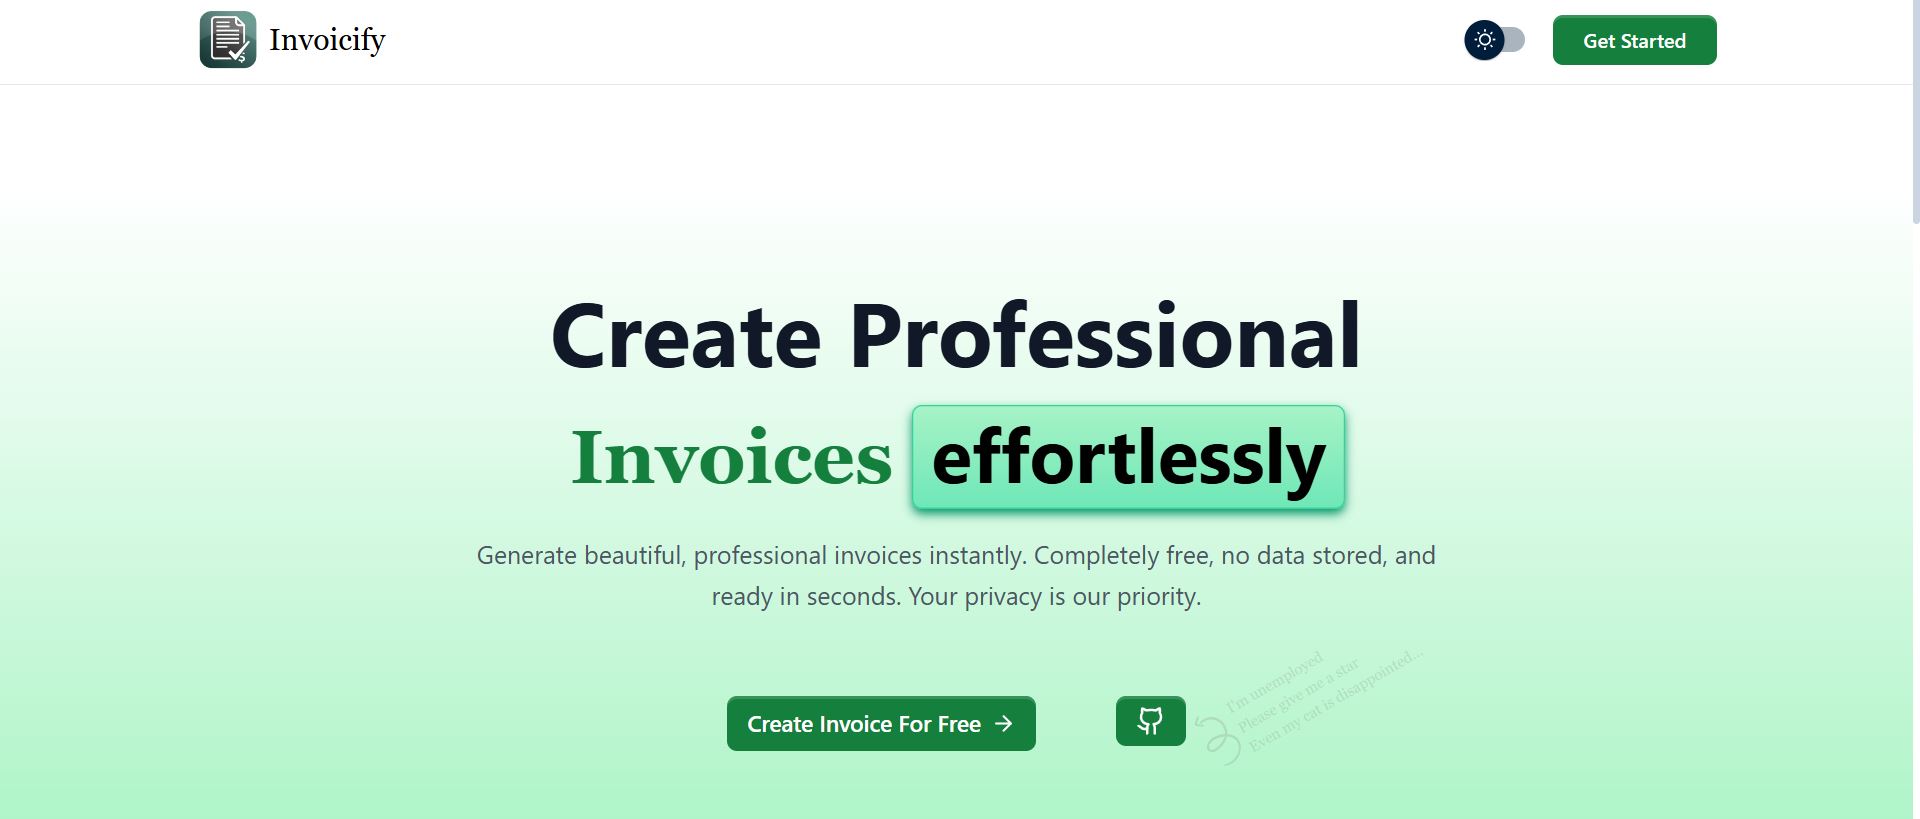 Invoicify
Get Started
Create Professional
Invoices effortlessly
Generate beautiful, professional invoices instantly. Completely free, no data stored, and
ready in seconds. Your privacy is our priority.
Create Invoice For Free
I'm unemployed
Please give me a star
Even my cat is disappointed...